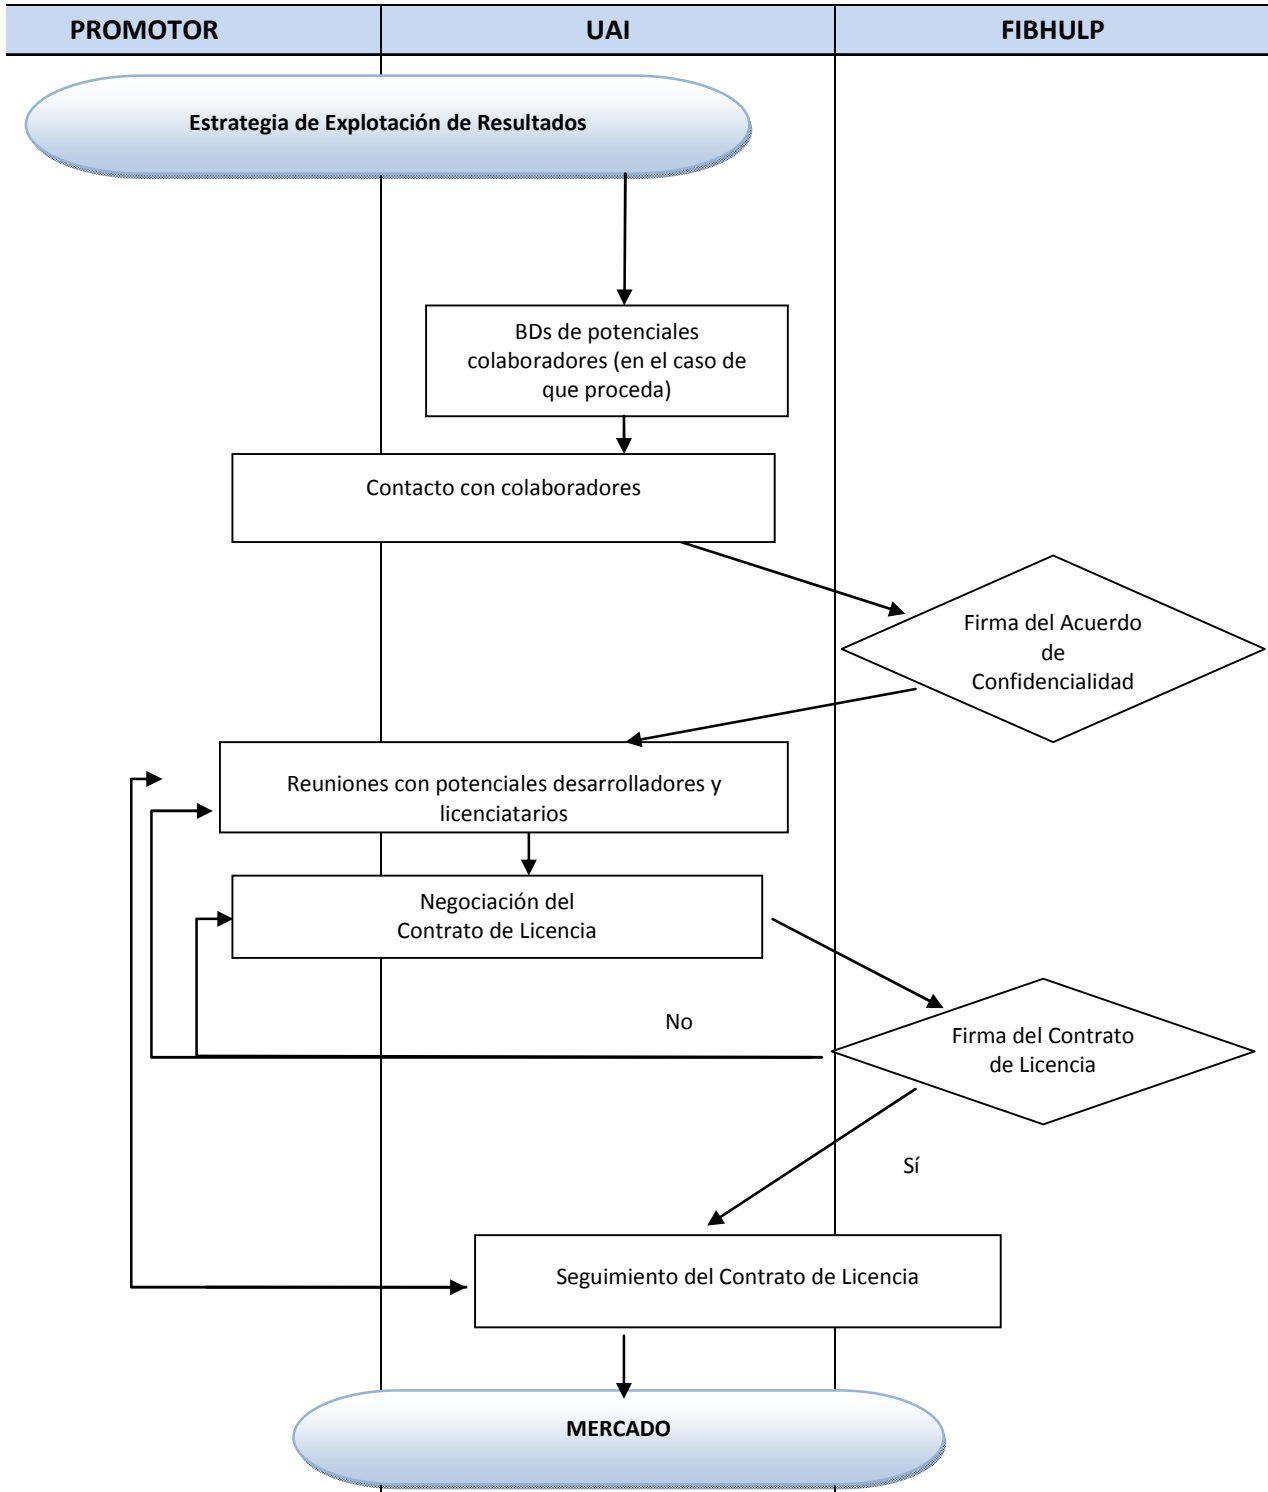 PROMOTOR
UAI
FIBHULP
Estrategia de Explotación de Resultados
BDs de potenciales
colaboradores (en el caso de
que proceda)
Contacto con colaboradores
Firma del Acuerdo
de
Confidencialidad
Reuniones con potenciales desarrolladores y
licenciatarios
Negociación del
Contrato de Licencia
No
Firma del Contrato
de Licencia
Sí
Seguimiento del Contrato de Licencia
MERCADO